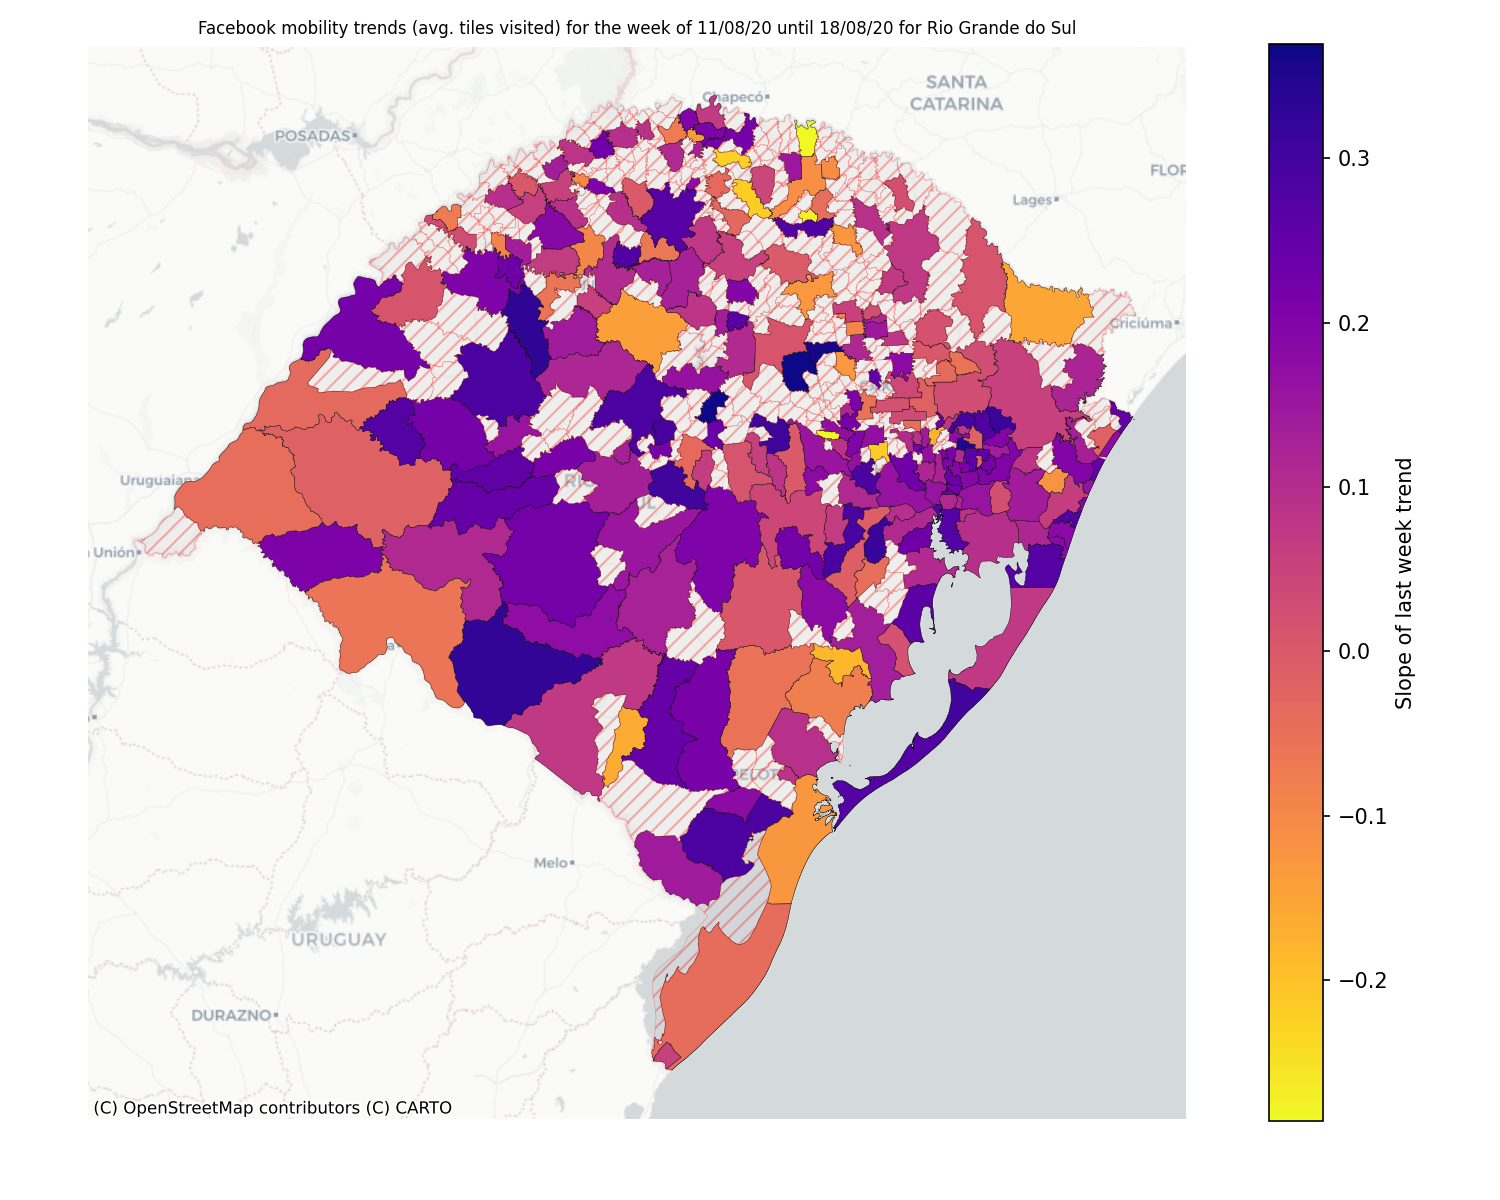 Facebook mobility trends (avg. tiles visited) for the week of 11/08/20 until 18/08/20 for Rio Grande do Sul
Chapecó
SANTA
CATARINA
POSADAS
FLOR
Lages
0.3
Criciúma
0.2
Uruguaiana
0.1
Unión
Slope of last week trend
0.0
PELOT
−0.1
Melo
URUGUAY
−0.2
DURAZNO
(C) OpenStreetMap contributors (C) CARTO